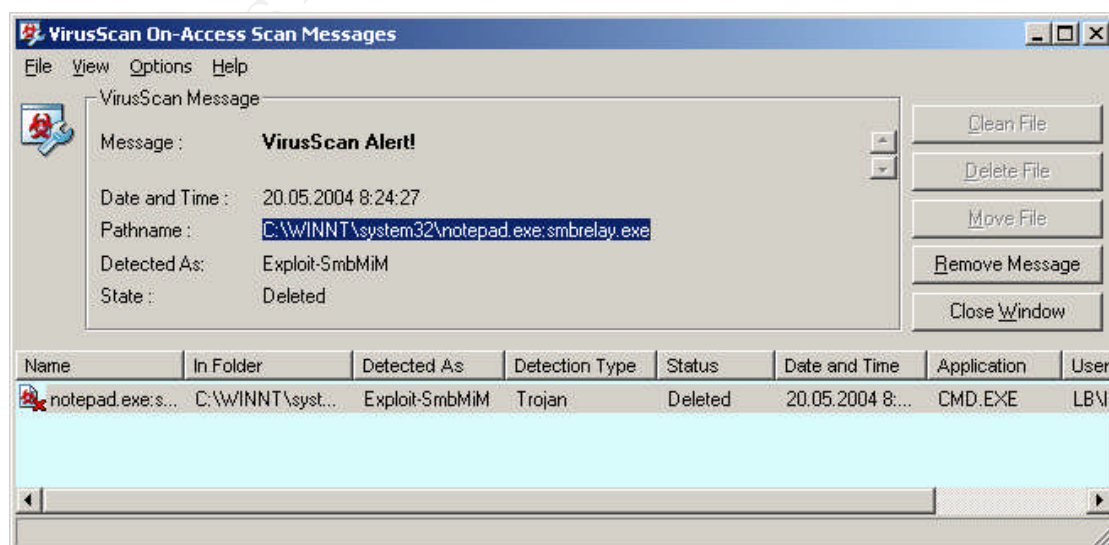 VirusScan On-Access Scan Messages
File View Options Help
VirusScan Message
Message : VirusScan Alert!
Date and Time : 20.05.2004 8:24:27
Pathname : C:\WINNT\system32\notepad.exe:smbrelay.exe
Detected As: Exploit-SmbMiM
State : Deleted
Clean File
Delete File
Move File
Remove Message
Close Window
Name In Folder Detected As Detection Type Status Date and Time Application User
notepad.exe:s... C:\WINNT\syst... Exploit-SmbMiM Trojan Deleted 20.05.2004 8:... CMD.EXE